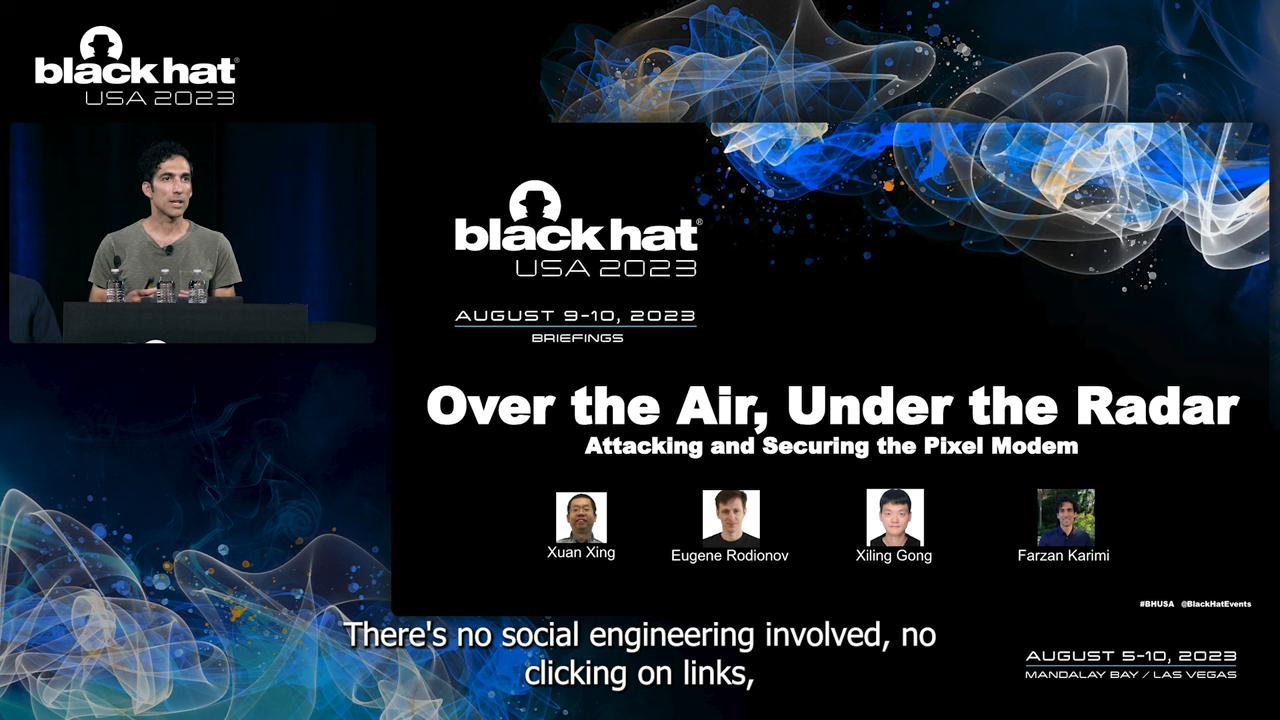 black hat®
USA 2023
black hat®
USA 2023
AUGUST 9-10, 2023
BRIEFINGS
Over the Air, Under the Radar
Attacking and Securing the Pixel Modem
Xuan Xing
Eugene Rodionov
Xiling Gong
Farzan Karimi
#BHUSA @BlackHatEvents
There's no social engineering involved, no
clicking on links,
AUGUST 5-10, 2023
MANDALAY BAY / LAS VEGAS